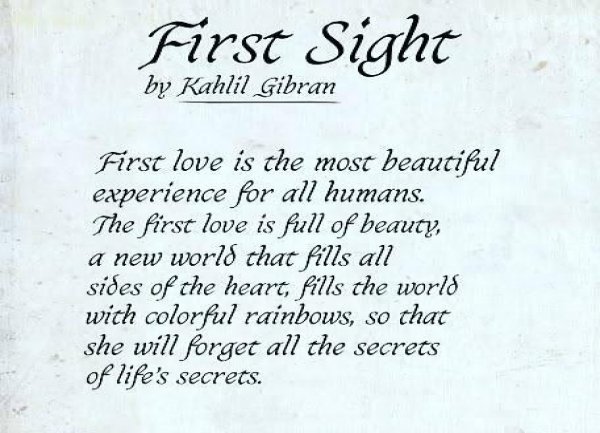 First Sight
by Kahlil Gibran
First love is the most beautiful
experience for all humans.
The first love is full of beauty,
a new world that fills all
sides of the heart, fills the world
with colorful rainbows, so that
she will forget all the secrets
of life's secrets.